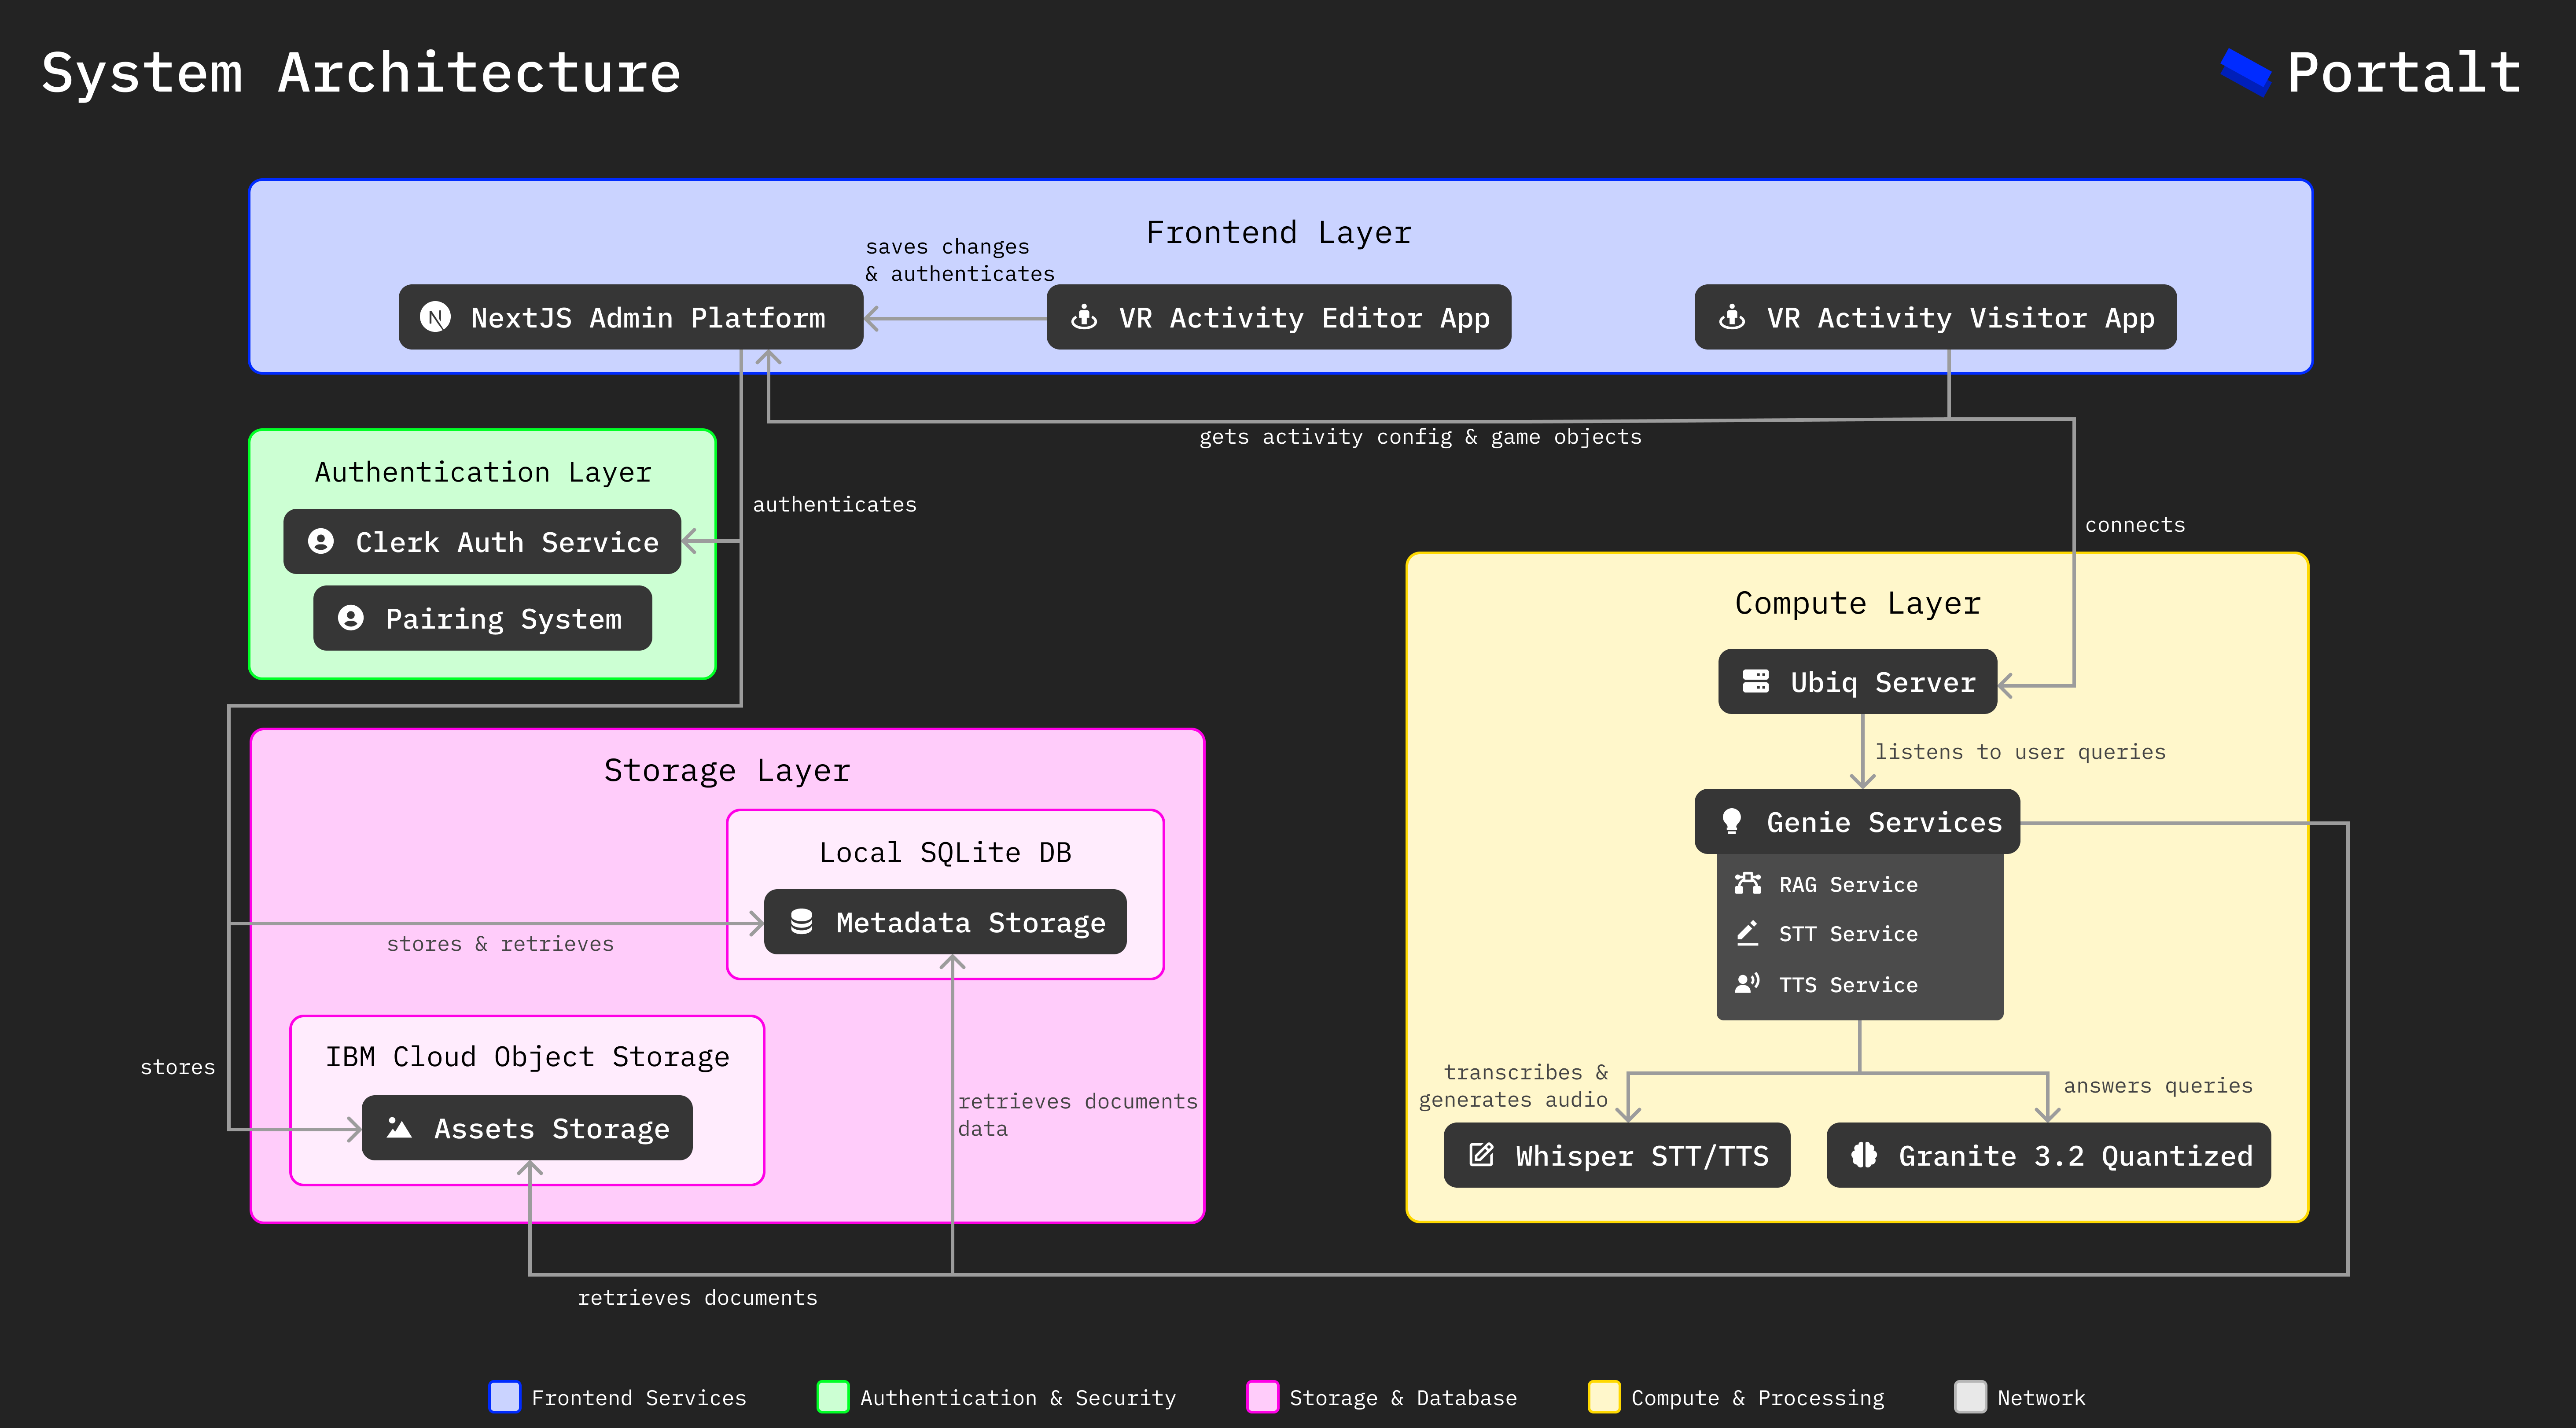 System Architecture
Portalt
Frontend Layer
saves changes
& authenticates
NextJS Admin Platform
VR Activity Editor App
VR Activity Visitor App
gets activity config & game objects
Authentication Layer
Clerk Auth Service
Pairing System
authenticates
connects
Compute Layer
Ubiq Server
listens to user queries
Genie Services
RAG Service
STT Service
TTS Service
transcribes &
generates audio
answers queries
Whisper STT/TTS
Granite 3.2 Quantized
Storage Layer
Local SQLite DB
Metadata Storage
stores & retrieves
IBM Cloud Object Storage
stores
Assets Storage
retrieves documents
data
retrieves documents
Frontend Services
Authentication & Security
Storage & Database
Compute & Processing
Network